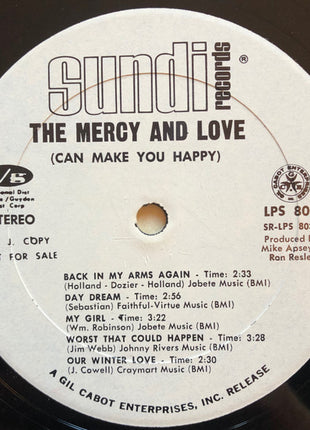 sundi records ®
THE MERCY AND LOVE
(CAN MAKE YOU HAPPY)
CABOT
LPS 80
SR-LPS 80
STEREO
J. COPY
FOR SALE
Produced
Mike Apsey
Ran Resle
BACK IN MY ARMS AGAIN - Time: 2:33
(Holland - Dozier - Holland) Jobete Music (BMI)
DAY DREAM - Time: 2:56
(Sebastian) Faithful-Virtue Music (BMI)
MY GIRL - Time: 3:22
(Wm. Robinson) Jobete Music (BMI)
WORST THAT COULD HAPPEN - Time: 3:28
(Jim Webb) Johnny Rivers Music (BMI)
OUR WINTER LOVE - Time: 2:30
(J. Cowell) Craymart Music (BMI)
A GIL CABOT ENTERPRISES, INC. RELEASE